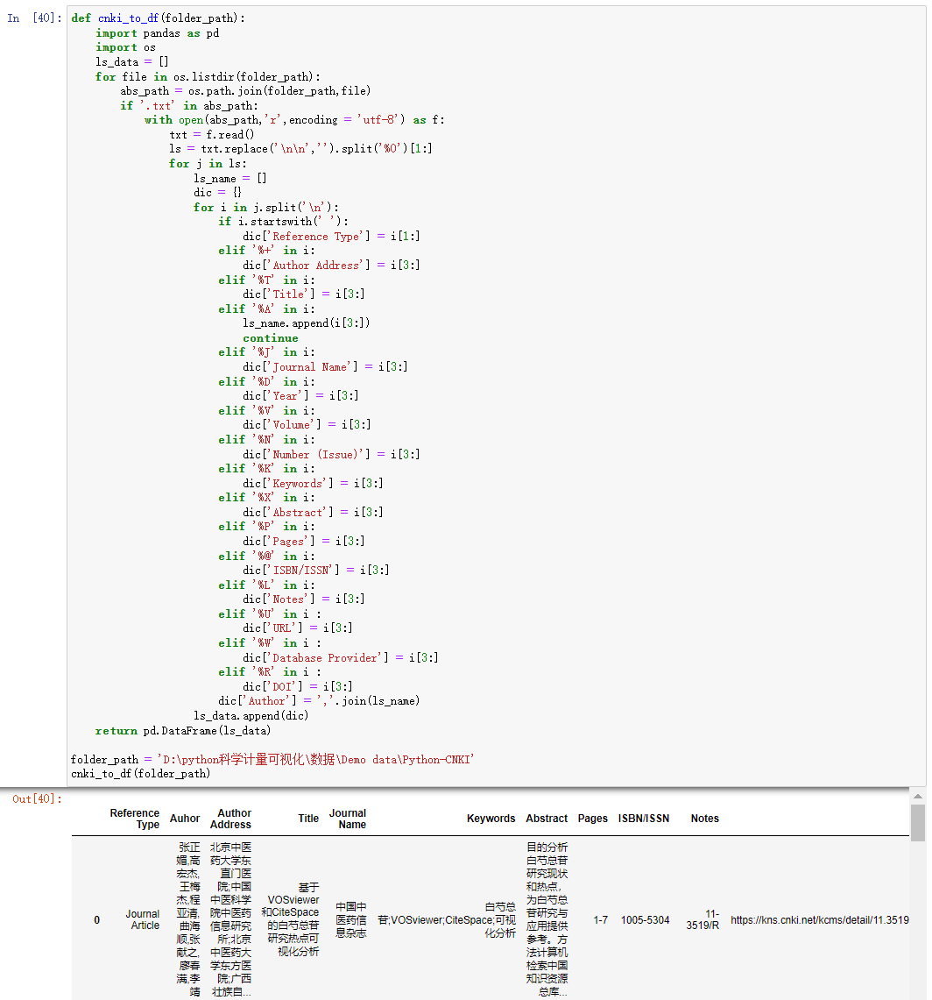 In [40]: def cnki_to_df(folder_path):
    import pandas as pd
    import os
    ls_data = []
    for file in os.listdir(folder_path):
        abs_path = os.path.join(folder_path,file)
        if '.txt' in abs_path:
            with open(abs_path,'r',encoding = 'utf-8') as f:
                txt = f.read()
                ls = txt.replace('\n\n','').split('%0')[1:]
                for j in ls:
                    ls_name = []
                    dic = {}
                    for i in j.split('\n'):
                        if i.startswith(' '):
                            dic['Reference Type'] = i[1:]
                        elif '%+' in i:
                            dic['Author Address'] = i[3:]
                        elif '%T' in i:
                            dic['Title'] = i[3:]
                        elif '%A' in i:
                            ls_name.append(i[3:])
                            continue
                        elif '%J' in i:
                            dic['Journal Name'] = i[3:]
                        elif '%D' in i:
                            dic['Year'] = i[3:]
                        elif '%V' in i:
                            dic['Volume'] = i[3:]
                        elif '%N' in i:
                            dic['Number (Issue)'] = i[3:]
                        elif '%K' in i:
                            dic['Keywords'] = i[3:]
                        elif '%X' in i:
                            dic['Abstract'] = i[3:]
                        elif '%P' in i:
                            dic['Pages'] = i[3:]
                        elif '%@' in i:
                            dic['ISBN/ISSN'] = i[3:]
                        elif '%L' in i:
                            dic['Notes'] = i[3:]
                        elif '%U' in i :
                            dic['URL'] = i[3:]
                        elif '%W' in i :
                            dic['Database Provider'] = i[3:]
                        elif '%R' in i :
                            dic['DOI'] = i[3:]
                        dic['Author'] = ','.join(ls_name)
                    ls_data.append(dic)
    return pd.DataFrame(ls_data)
folder_path = 'D:\python科学计量可视化\数据\Demo data\Python-CNKI'
cnki_to_df(folder_path)
Out[40]:
Reference
Type
Auhor
Author
Address
Title
Journal
Name
Keywords
Abstract
Pages
ISBN/ISSN
Notes
0
Journal
Article
张正
媚,高
宏杰,
王梅
杰,程
亚清,
曲海
顺,张
献之,
廖春
满,李
靖
北京中医
药大学东
直门医
院;中国
中医科学
院中医药
信息研究
所;北京
中医药大
学东方医
院;广西
壮族自...
基于
VOSviewer
和CiteSpace
的白芍总苷
研究热点可
视化分析
中国中
医药信
息杂志
白芍总
苷;VOSviewer;CiteSpace;可视
化分析
目的分析
白芍总苷
研究现状
和热点，
为白芍总
苷研究与
应用提供
参考。方
法计算机
检索中国
知识资源
总库...
1-7
1005-5304
11-
3519/R
https://kns.cnki.net/kcms/detail/11.3519